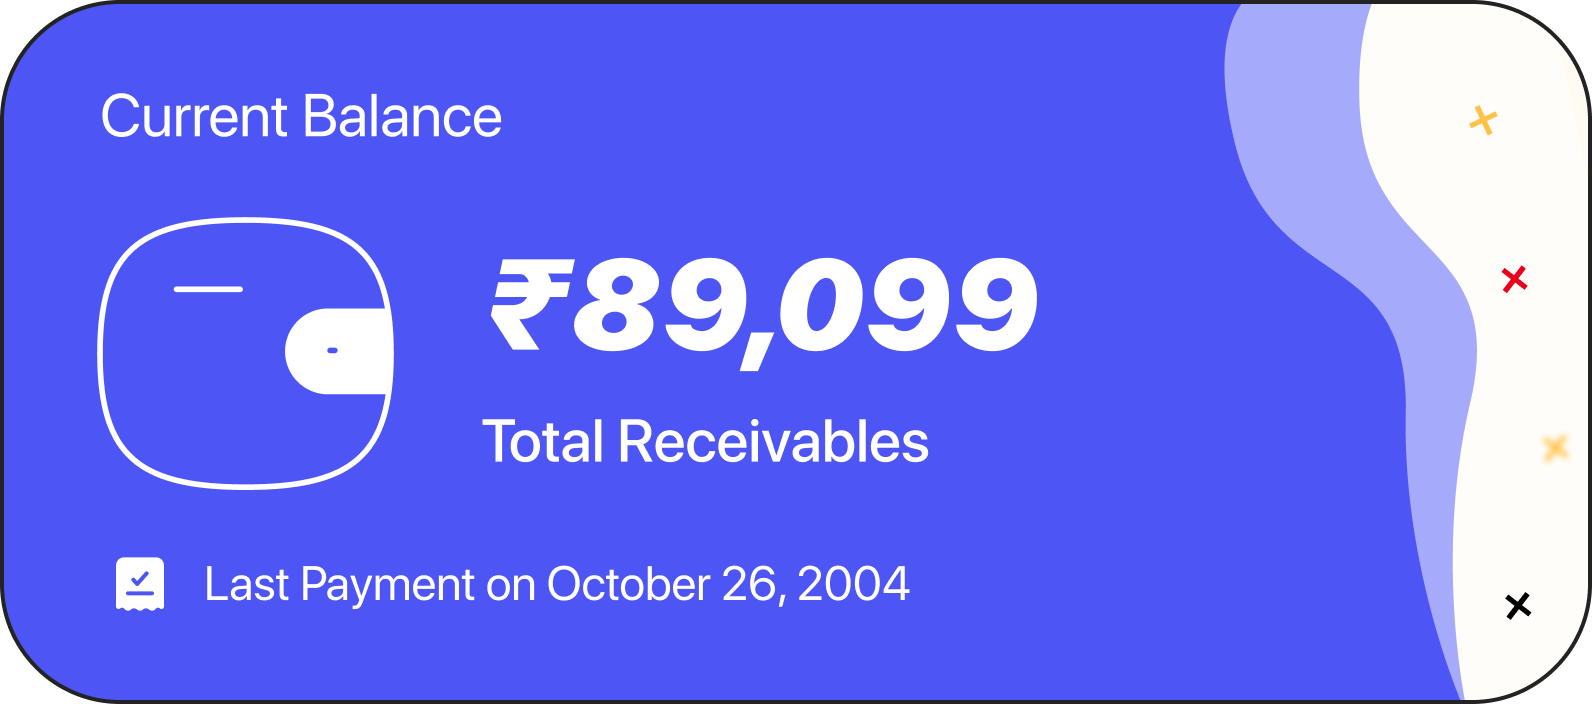 Current Balance
₹89,099
Total Receivables
Last Payment on October 26, 2004